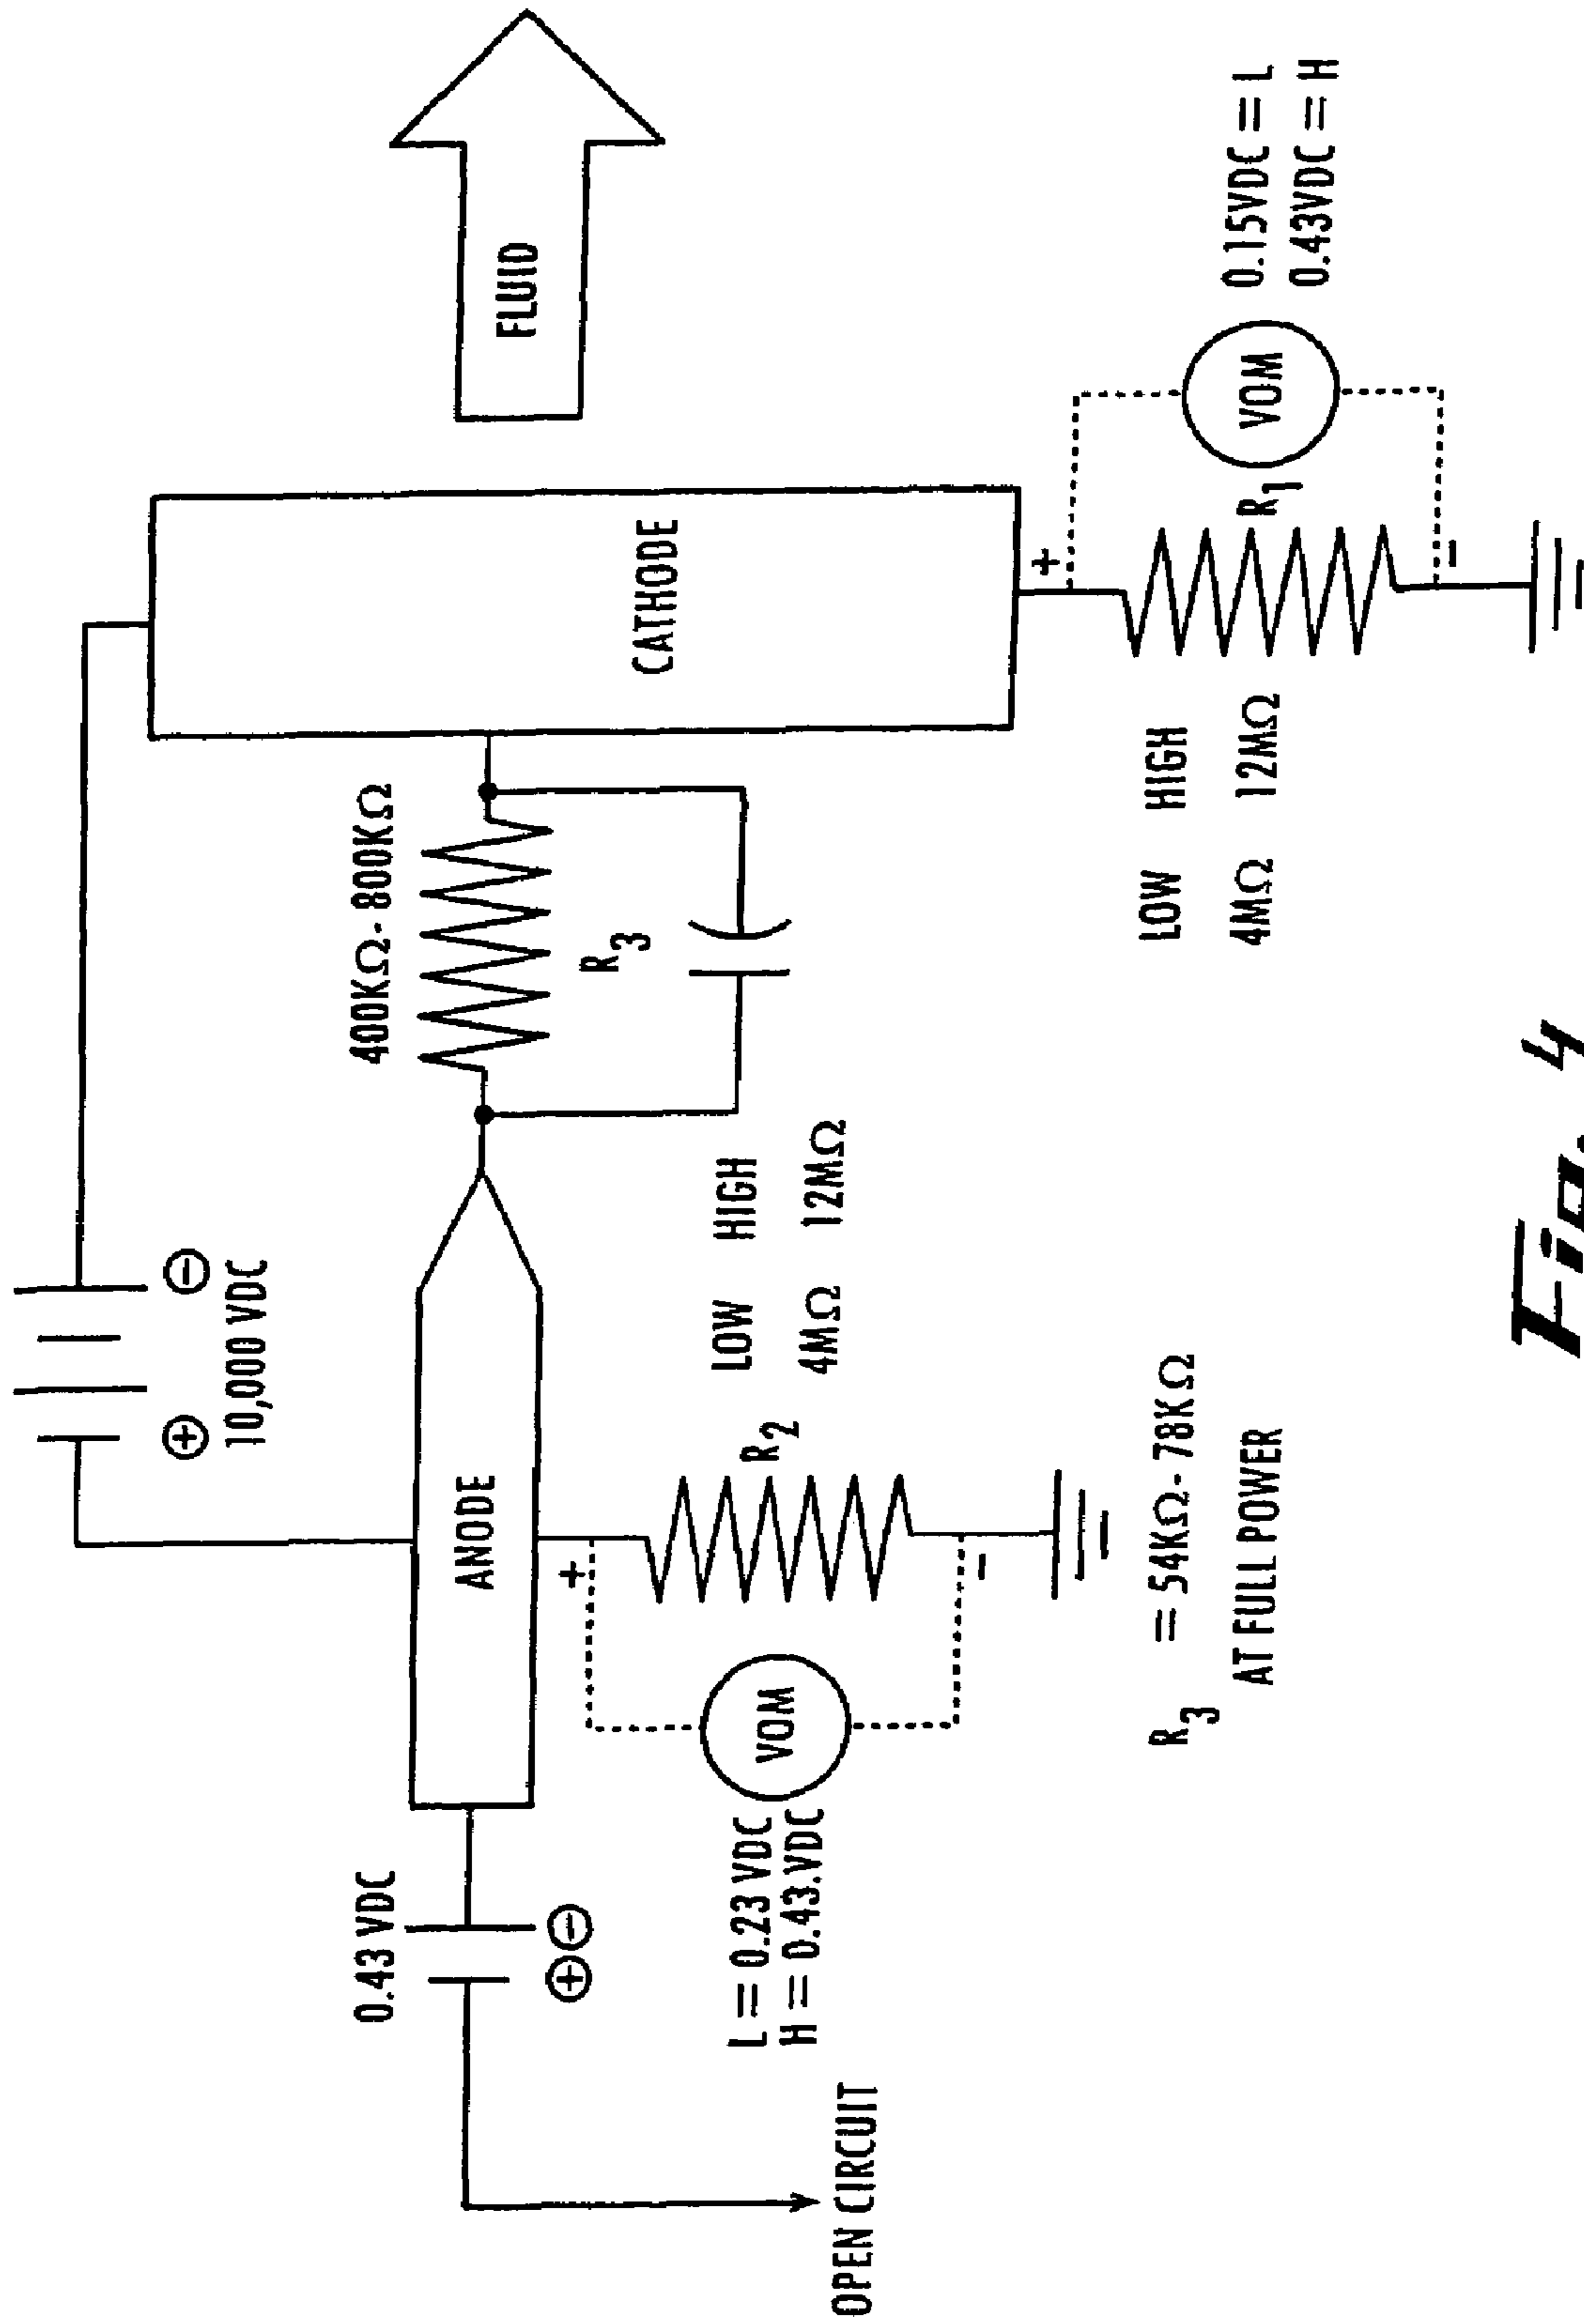 10,000 VDC
400KΩ-800KΩ
R3
0.43 VDC
ANODE
CATHODE
FLUID
OPEN CIRCUIT
L = 0.23 VDC
H = 0.43.VDC
VOM
+
-
R2
LOW HIGH
4MΩ 12MΩ
LOW HIGH
4MΩ 12MΩ
+
-
R1
VOM
0.15VDC = L
0.43VDC = H
R3 = 54KΩ-78KΩ
AT FULL POWER
Fig. 4